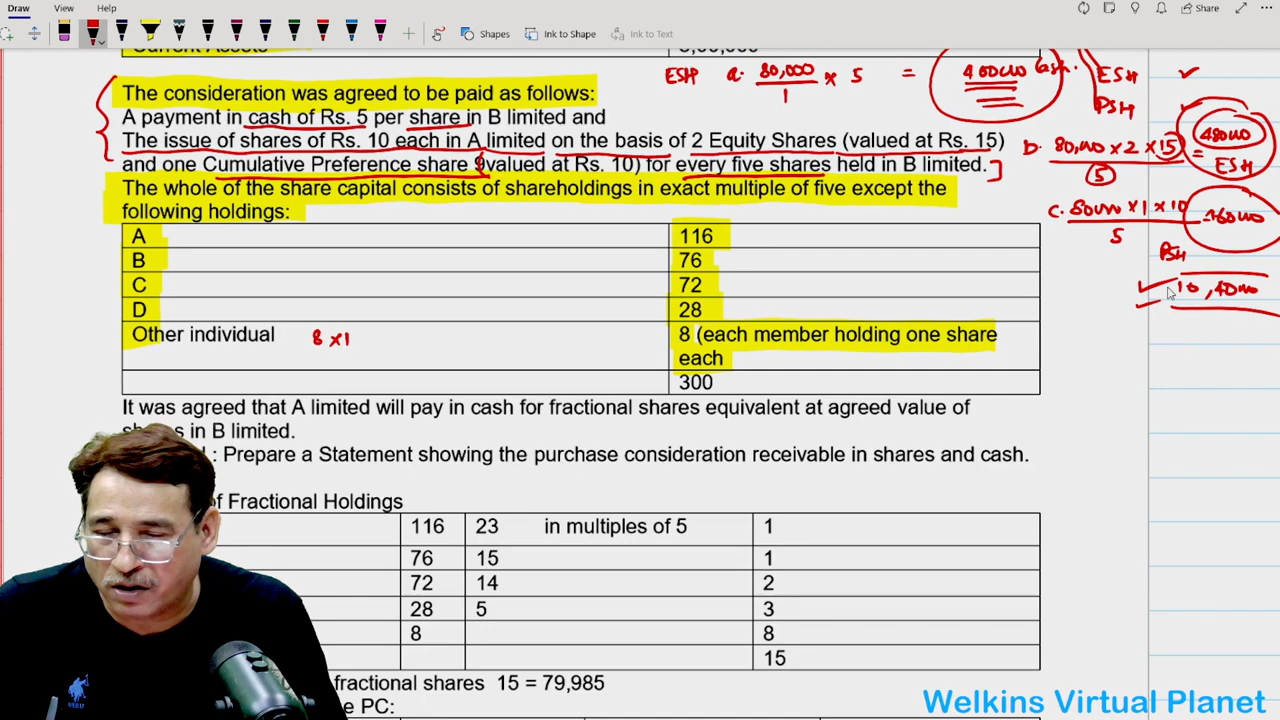 Draw View Help
Share
Shapes
Ink to Shape
Ink to Text
The consideration was agreed to be paid as follows:
A payment in cash of Rs. 5 per share in B limited and
The issue of shares of Rs. 10 each in A limited on the basis of 2 Equity Shares (valued at Rs. 15)
and one Cumulative Preference share 9(valued at Rs. 10) for every five shares held in B limited.
The whole of the share capital consists of shareholdings in exact multiple of five except the
following holdings:
A 116
B 76
C 72
D 28
Other individual 8 x 1 8 (each member holding one share
each
300
It was agreed that A limited will pay in cash for fractional shares equivalent at agreed value of
in B limited.
: Prepare a Statement showing the purchase consideration receivable in shares and cash.
of Fractional Holdings
116 23 in multiples of 5 1
76 15 1
72 14 2
28 5 3
8 8
15
fractional shares 15 = 79,985
PC:
ESH a. 80,000 x 5 = 400000 Cash. ESH
1
PSH
b. 80,000 x 2 x 15 = 480000
5 ESH
c. 80000 x 1 x 10 = 160000
5
PSH
10,40000
Welkins Virtual Planet